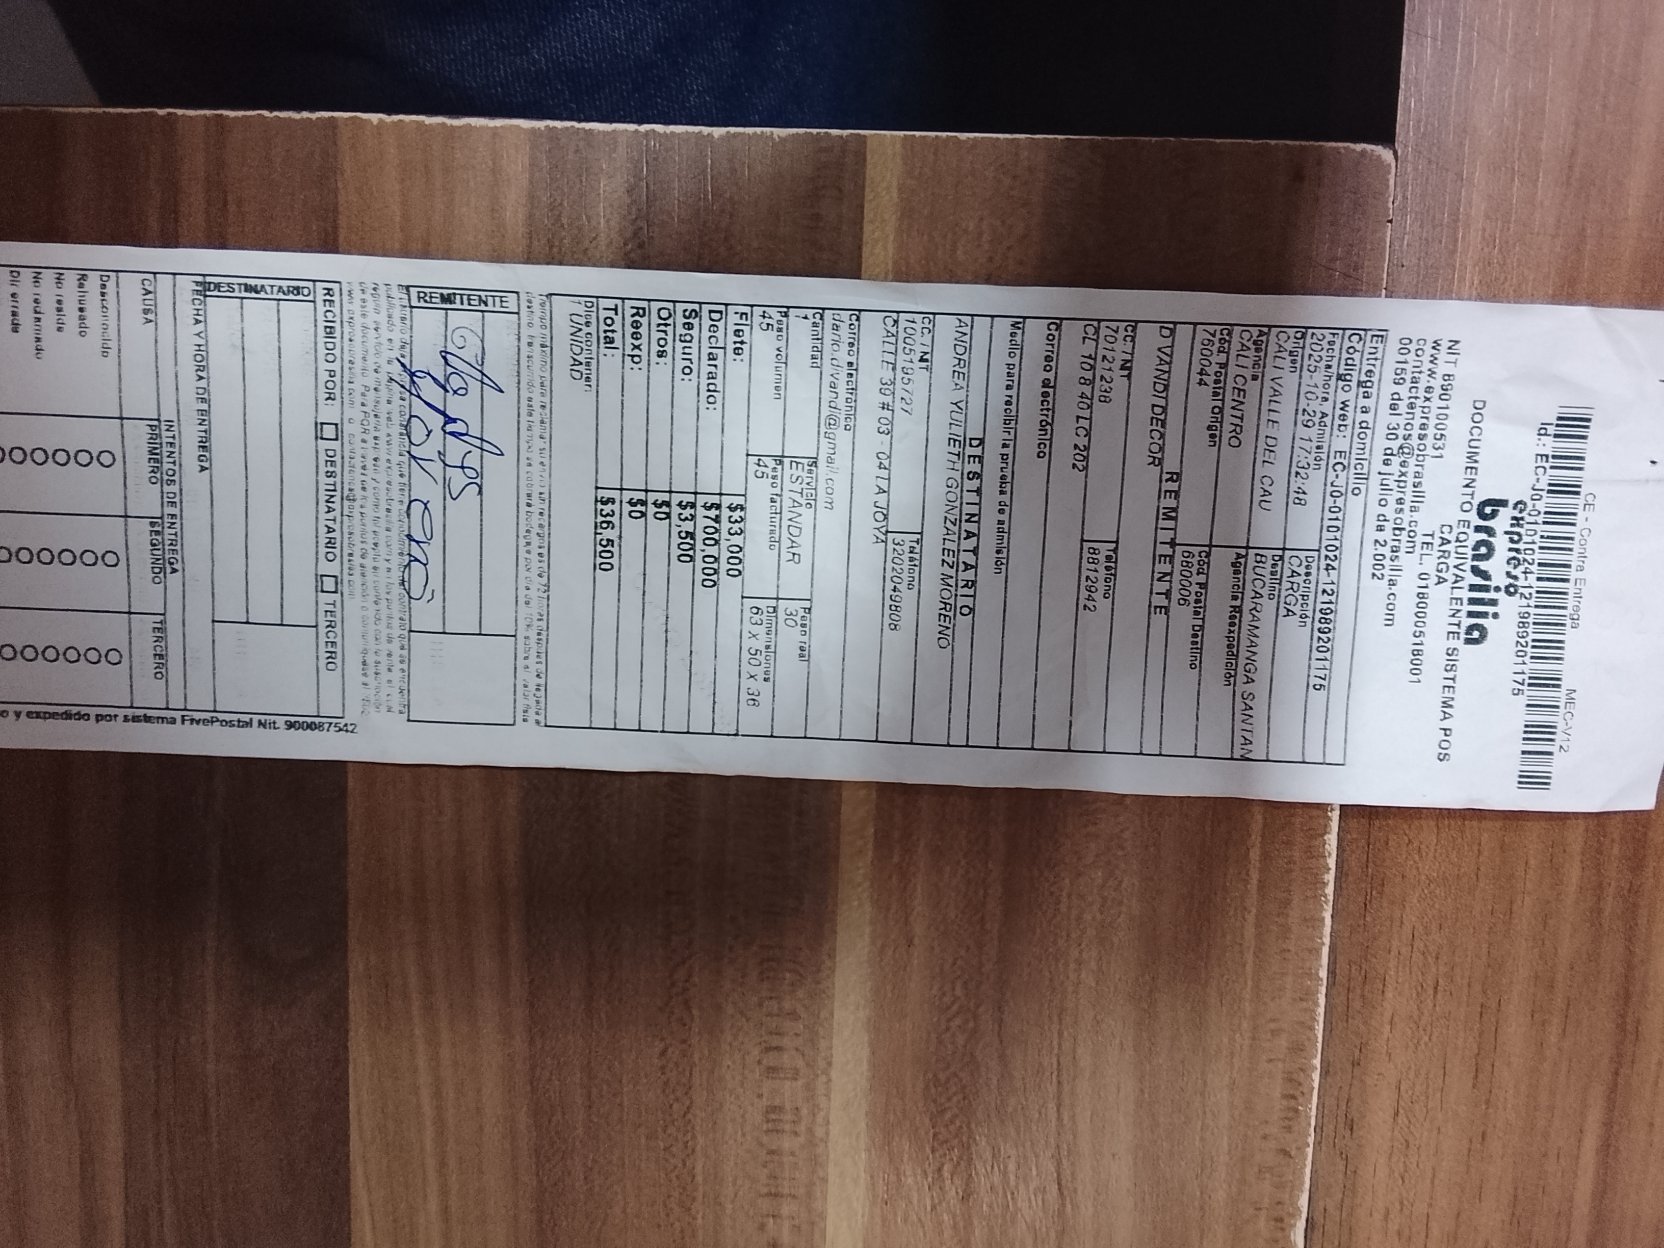 CE - Contra Entrega MEC-V12
Id.: EC-J0-0101024-1219892 01175
expreso
brasilia
DOCUMENTO EQUIVALENTE SISTEMA POS
CARGA
NIT 890100531 TEL. 018000518001
www.expresobrasilia.com
contactenos@expresobrasilla.com
00159 del 30 de julio da 2.002
Entrega a domicilio
Código web: EC-J0-0101024-121989201175
Fecha/hora, Admisión Descripción
2025-10-29 17:32:48 CARGA
Origen Destino
CALI VALLE DEL CAU BUCARAMANGA SANTAN
Agencia Agencia Reexpedición
CALI CENTRO
Cód. Postal Origen Cód. Postal Destino
760044 680006
REMITENTE
D VANDI DECOR
CC. / NIT Teléfono
70121238 8812942
CL 10 8 40 LC 202
Correo electrónico
Medio para recibir la prueba de admisión
DESTINATARIO
ANDREA YULIETH GONZALEZ MORENO
CC. / NIT Teléfono
1005195727 3202049808
CALLE 39 # 03 - 04 LA JOYA
Correo electrónico
dario.divandi@gmail.com
Cantidad Servicio Peso real
1 ESTANDAR 30
Peso volumen Peso facturado Dimensiones
45 45 63 X 50 X 36
Flete: $33,000
Declarado: $700,000
Seguro: $3,500
Otros: $0
Reexp: $0
Total: $36,500
Dice contener:
1 UNIDAD
REMITENTE
RECIBIDO POR: DESTINATARIO TERCERO
DESTINATARIO
FECHA Y HORA DE ENTREGA
INTENTOS DE ENTREGA
CAUSA PRIMERO SEGUNDO TERCERO
Desconocido
Rehusado
No reside
No reclamado
Dir errada
o y expedido por sistema FivePostal Nit. 900087542